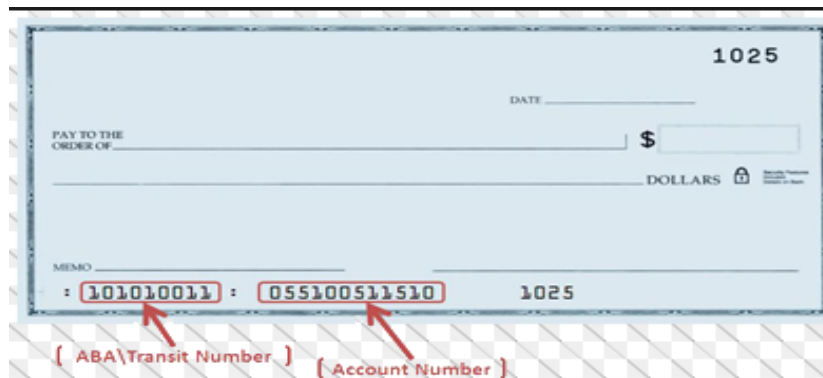 1025
DATE
PAY TO THE
ORDER OF
$
DOLLARS
MEMO
: 101010011 : 055100511510 1025
[ ABA\Transit Number ]
[ Account Number ]